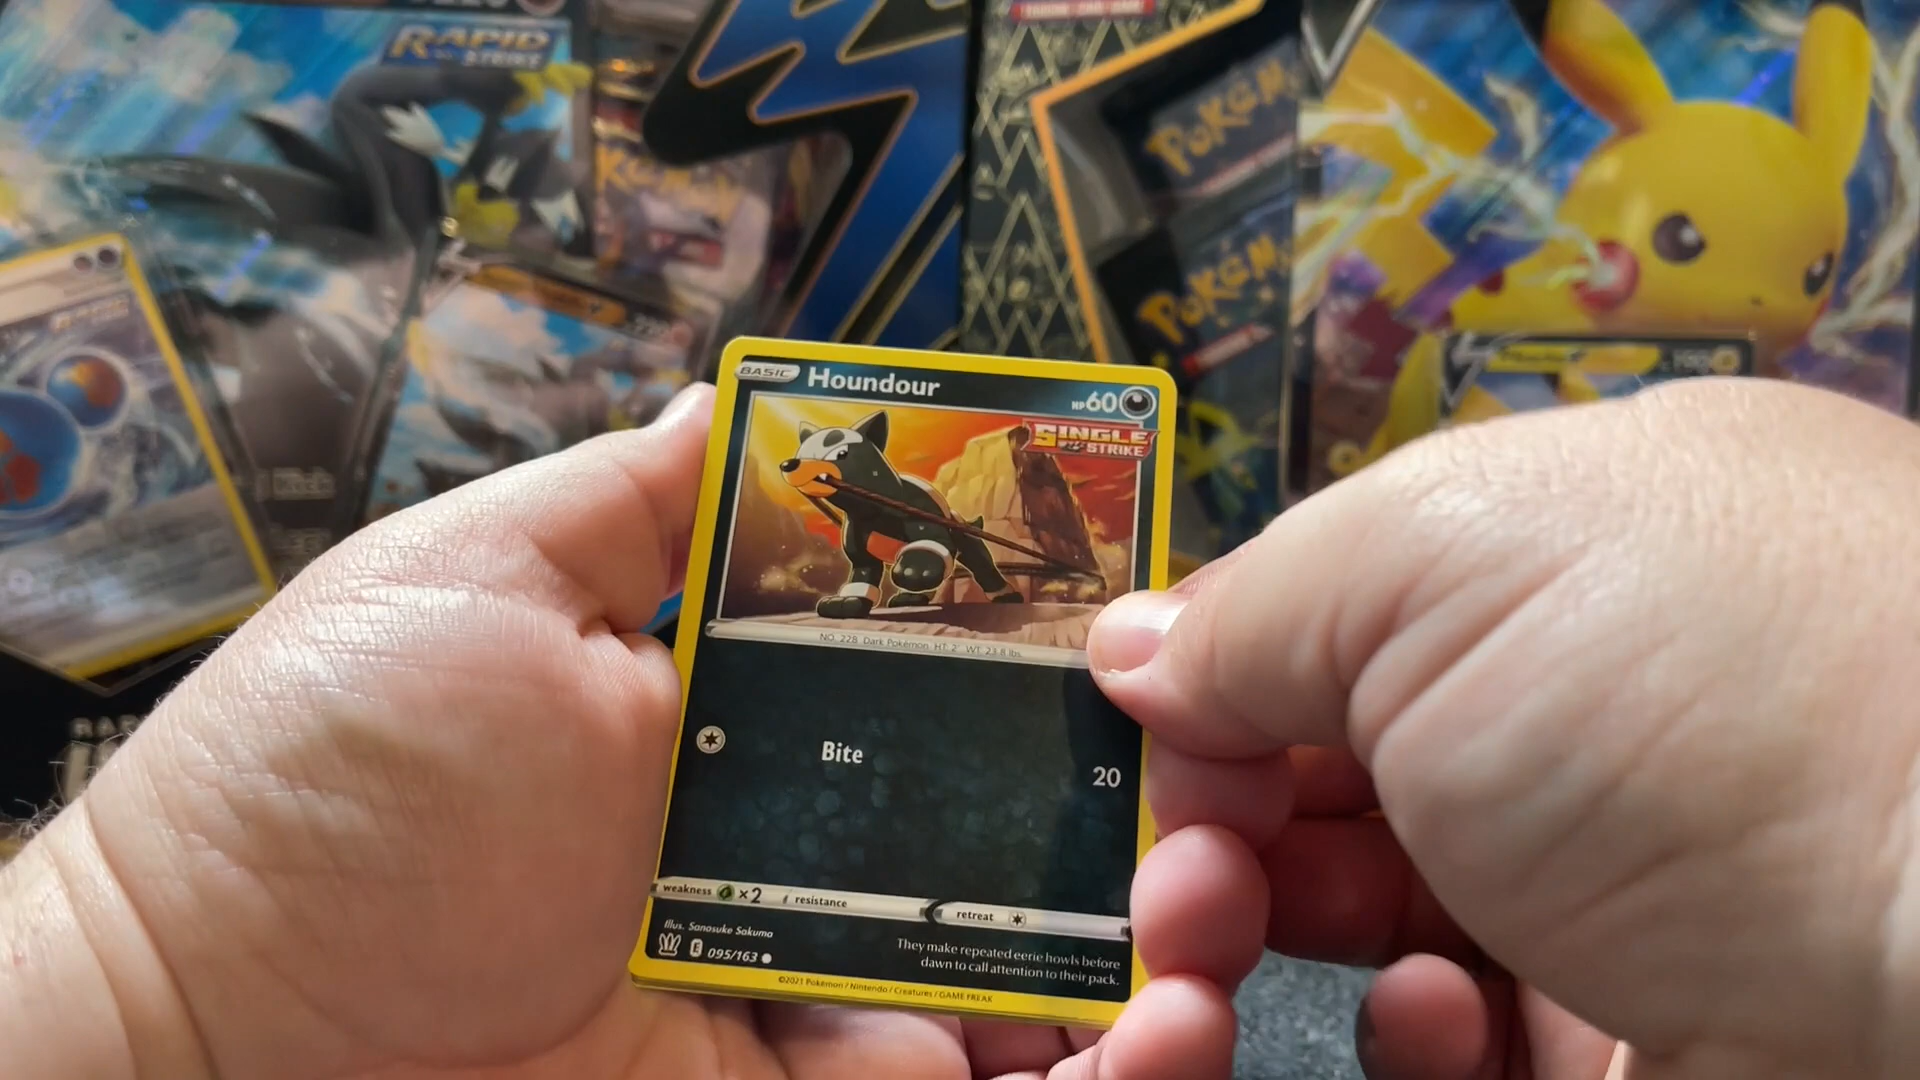 RAPID
STRIKE
POKéMON
POKéMON
BASIC Houndour HP60
SINGLE
STRIKE
NO. 228 Dark Pokémon HT: 2' WT: 23.8 lbs.
Bite 20
weakness ×2 resistance retreat
Illus. Sanosuke Sakuma
E 095/163
They make repeated eerie howls before
dawn to call attention to their pack.
©2021 Pokémon / Nintendo / Creatures / GAME FREAK